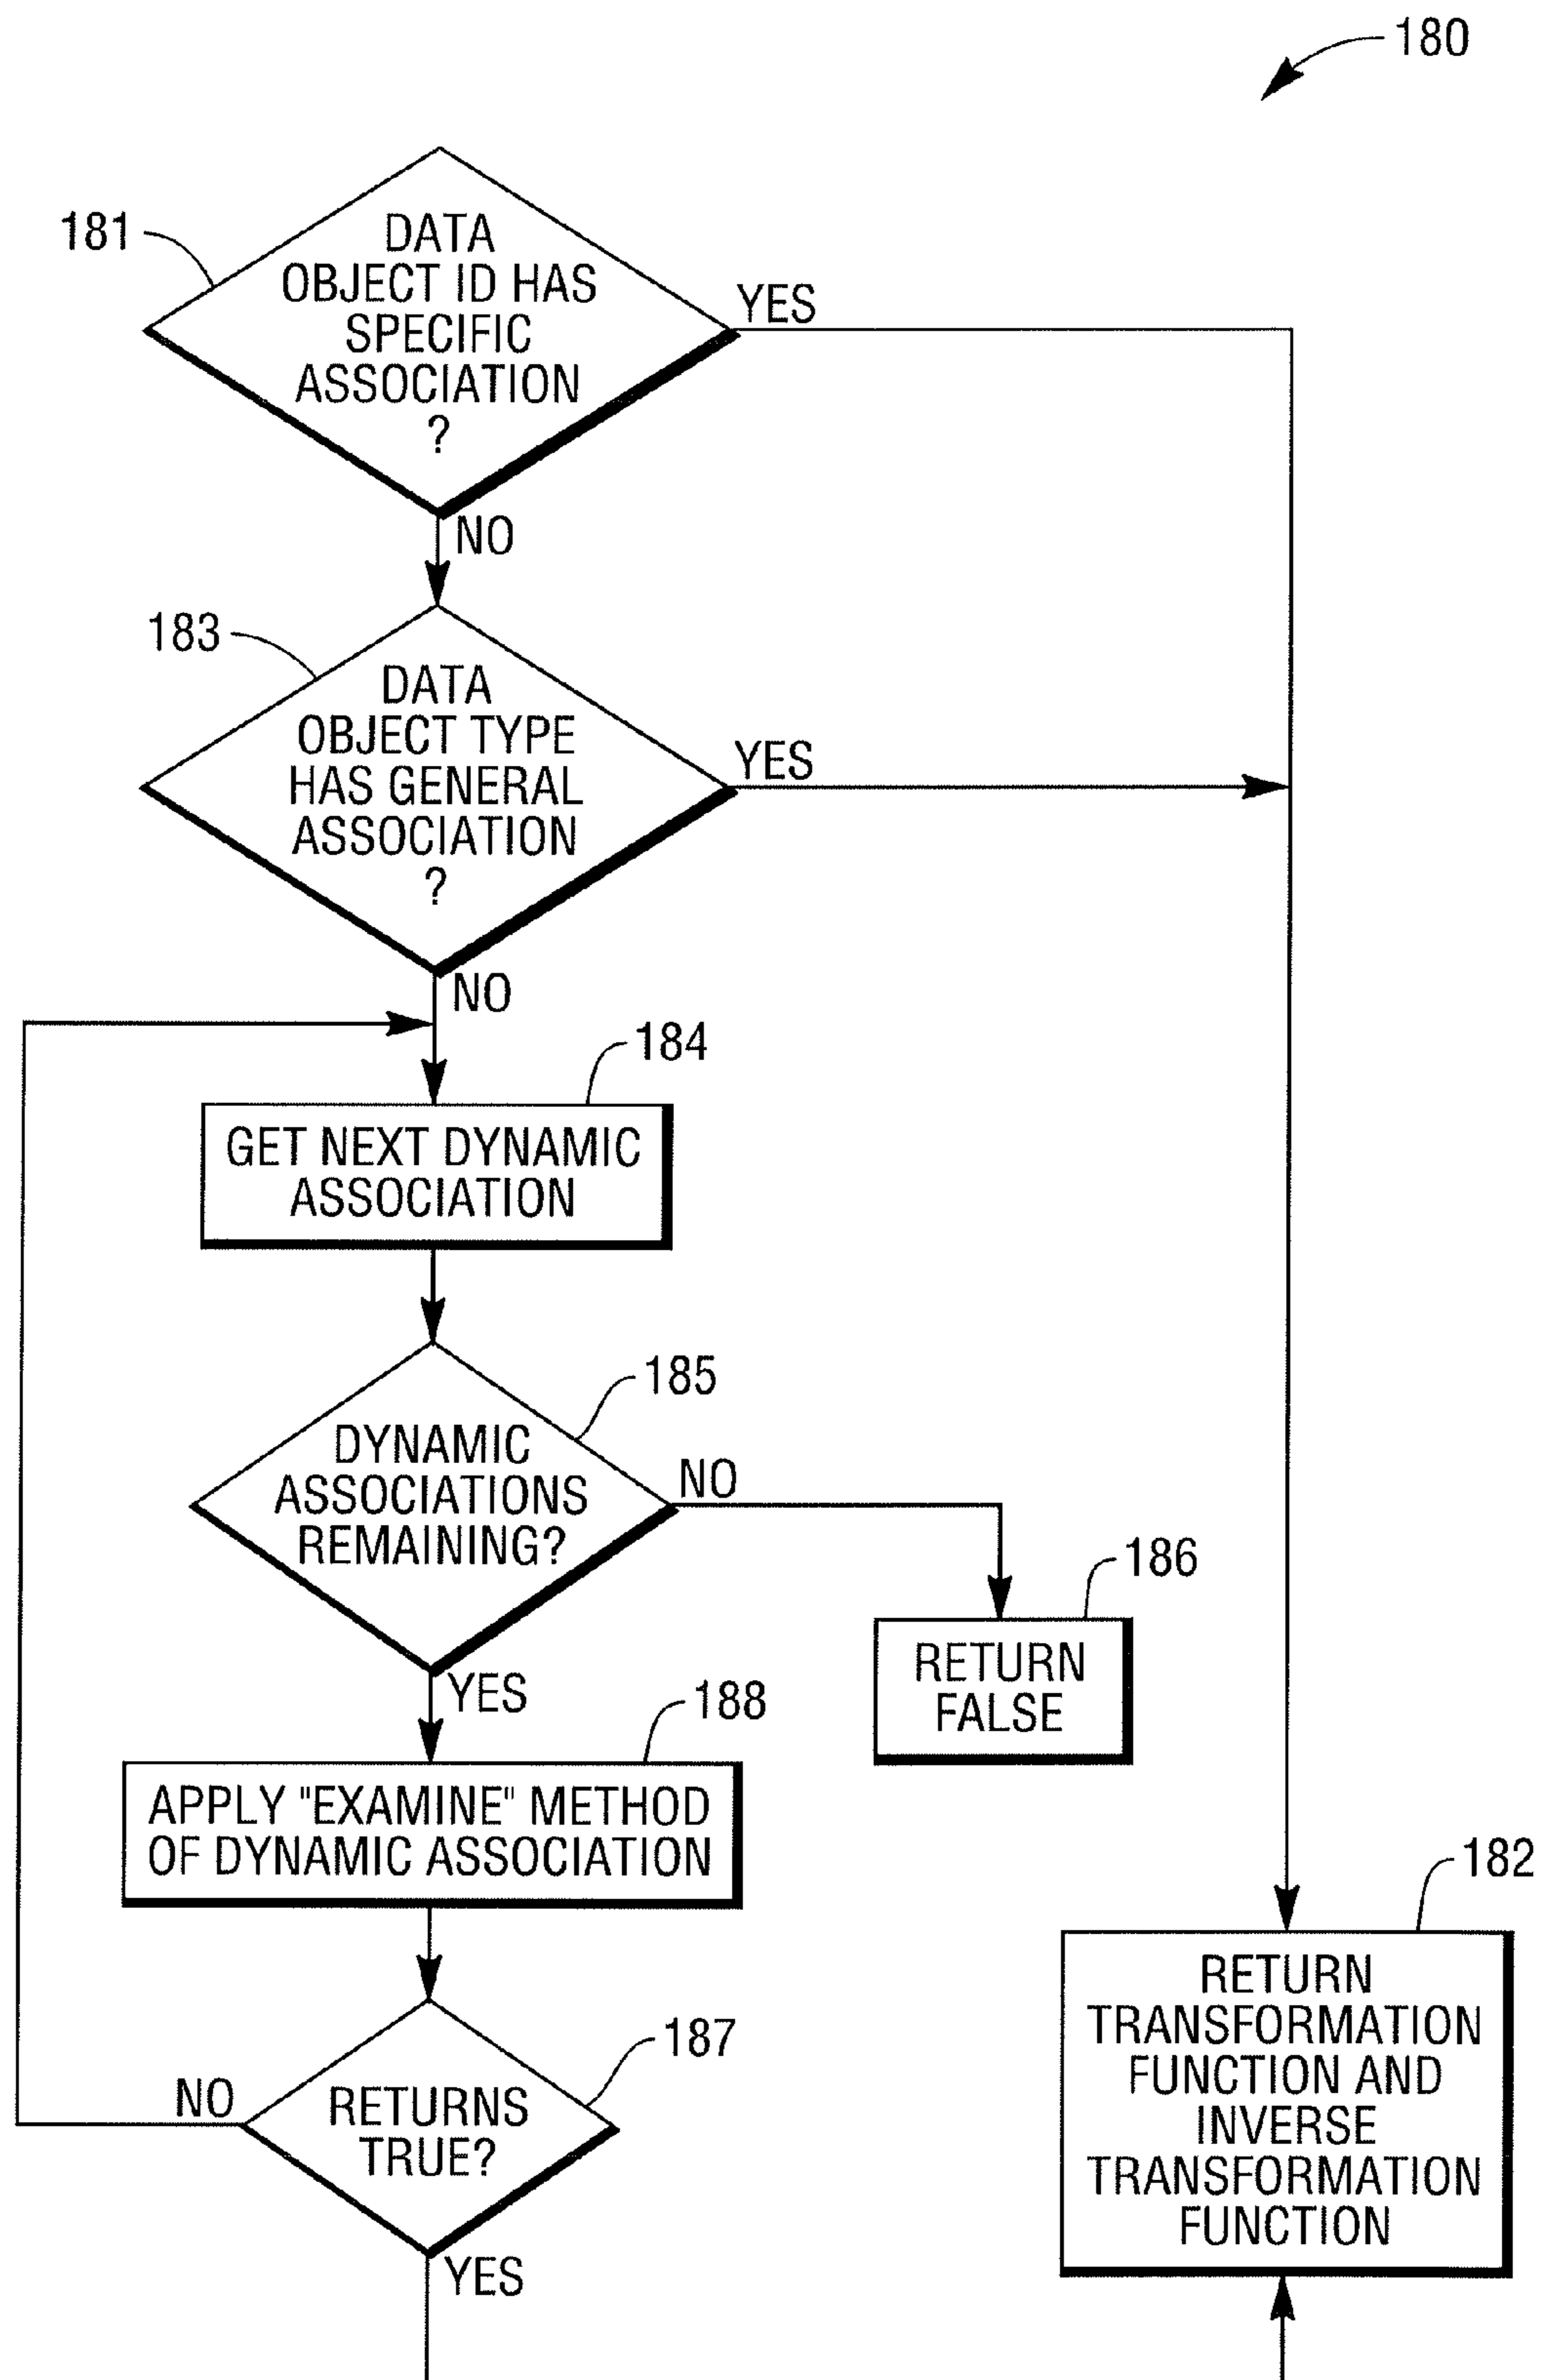 180
181
DATA
OBJECT ID HAS
SPECIFIC
ASSOCIATION
?
YES
NO
183
DATA
OBJECT TYPE
HAS GENERAL
ASSOCIATION
?
YES
NO
184
GET NEXT DYNAMIC
ASSOCIATION
185
DYNAMIC
ASSOCIATIONS
REMAINING?
NO
186
RETURN
FALSE
YES
188
APPLY "EXAMINE" METHOD
OF DYNAMIC ASSOCIATION
182
RETURN
TRANSFORMATION
FUNCTION AND
INVERSE
TRANSFORMATION
FUNCTION
187
NO
RETURNS
TRUE?
YES